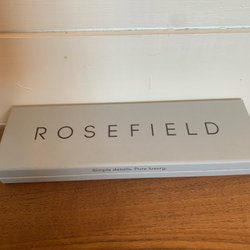 ROSEFIELD
Simple details. Pure luxury.